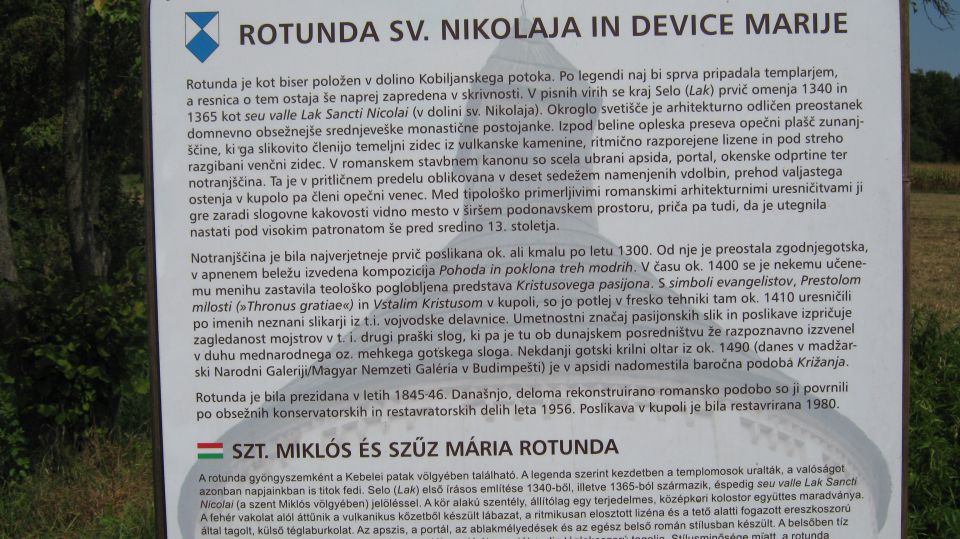 ROTUNDA SV. NIKOLAJA IN DEVICE MARIJE
Rotunda je kot biser položen v dolino Kobiljanskega potoka. Po legendi naj bi sprva pripadala templarjem,
a resnica o tem ostaja še naprej zapredena v skrivnosti. V pisnih virih se kraj Selo (Lak) prvič omenja 1340 in
1365 kot seu valle Lak Sancti Nicolai (v dolini sv. Nikolaja). Okroglo svetišče je arhitekturno odličen preostanek
domnevno obsežnejše srednjeveške monastične postojanke. Izpod beline opleska preseva opečni plašč zunanj-
ščine, ki ga slikovito členijo temeljni zidec iz vulkanske kamenine, ritmično razporejene lizene in pod streho
razgibani venčni zidec. V romanskem stavbnem kanonu so scela ubrani apsida, portal, okenske odprtine ter
notranjščina. Ta je v pritličnem predelu oblikovana v deset sedežem namenjenih vdolbin, prehod valjastega
ostenja v kupolo pa členi opečni venec. Med tipološko primerljivimi romanskimi arhitekturnimi uresničitvami ji
gre zaradi slogovne kakovosti vidno mesto v širšem podonavskem prostoru, priča pa tudi, da je utegnila
nastati pod visokim patronatom še pred sredino 13. stoletja.
Notranjščina je bila najverjetneje prvič poslikana ok. ali kmalu po letu 1300. Od nje je preostala zgodnjegotska,
v apnenem beležu izvedena kompozicija Pohoda in poklona treh modrih. V času ok. 1400 se je nekemu učene-
mu menihu zastavila teološko poglobljena predstava Kristusovega pasijona. S simboli evangelistov, Prestolom
milosti (»Thronus gratiae«) in Vstalim Kristusom v kupoli, so jo potlej v fresko tehniki tam ok. 1410 uresničili
po imenih neznani slikarji iz t.i. vojvodske delavnice. Umetnostni značaj pasijonskih slik in poslikave izpričuje
zagledanost mojstrov v t. i. drugi praški slog, ki pa je tu ob dunajskem posredništvu že razpoznavno izzvenel
v duhu mednarodnega oz. mehkega gotskega sloga. Nekdanji gotski krilni oltar iz ok. 1490 (danes v madžar-
ski Narodni Galeriji/Magyar Nemzeti Galéria v Budimpešti) je v apsidi nadomestila baročna podoba Križanja.
Rotunda je bila prezidana v letih 1845-46. Današnjo, deloma rekonstruirano romansko podobo so ji povrnili
po obsežnih konservatorskih in restavratorskih delih leta 1956. Poslikava v kupoli je bila restavrirana 1980.
SZT. MIKLÓS ÉS SZŰZ MÁRIA ROTUNDA
A rotunda gyöngyszemként a Kebelei patak völgyében található. A legenda szerint kezdetben a templomosok uralták, a valóságot
azonban napjainkban is titok fedi. Selo (Lak) első írásos említése 1340-ből, illetve 1365-ból származik, éspedig seu valle Lak Sancti
Nicolai (a szent Miklós völgyében) jelöléssel. A kör alakú szentély, állítólag egy terjedelmes, középkori kolostor együttes maradványa.
A fehér vakolat alól áttűnik a vulkanikus kőzetből készült lábazat, a ritmikusan elosztott lizéna és a tető alatti fogazott ereszkoszorú
által tagolt, külső téglaburkolat. Az apszis, a portál, az ablakmélyedések és az egész belső román stílusban készült. A belsőben tíz